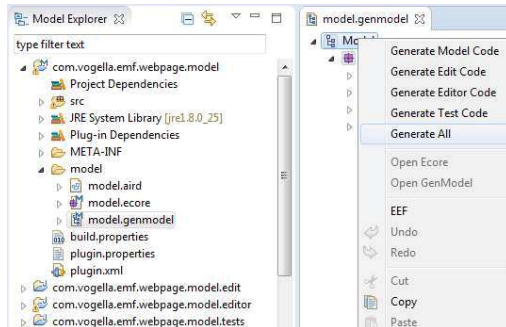 Model Explorer
type filter text
com.vogella.emf.webpage.model
Project Dependencies
src
JRE System Library [jre1.8.0_25]
Plug-in Dependencies
META-INF
model
model.aird
model.ecore
model.genmodel
build.properties
plugin.properties
plugin.xml
com.vogella.emf.webpage.model.edit
com.vogella.emf.webpage.model.editor
com.vogella.emf.webpage.model.tests
model.genmodel
Generate Model Code
Generate Edit Code
Generate Editor Code
Generate Test Code
Generate All
Open Ecore
Open GenModel
EEF
Undo
Redo
Cut
Copy
Paste